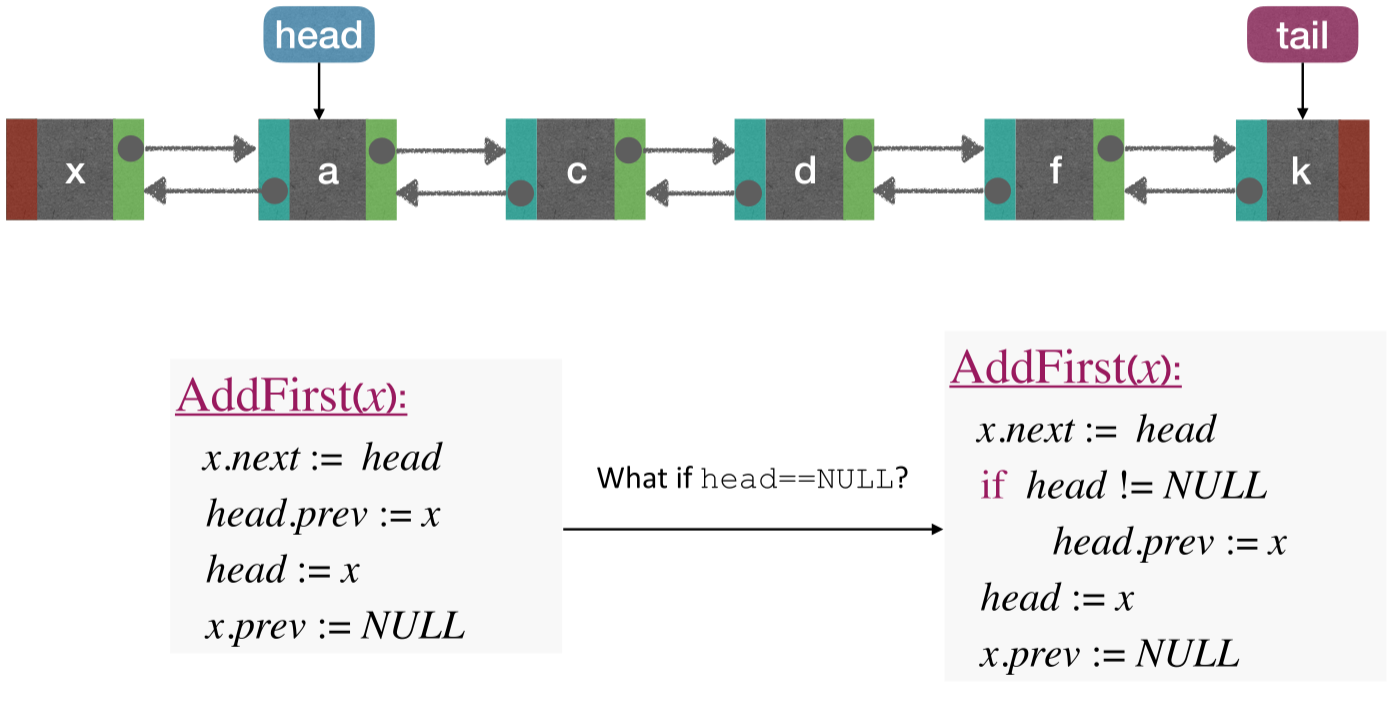 head
tail
x
a
c
d
f
k
AddFirst(x):
x.next := head
head.prev := x
head := x
x.prev := NULL
What if head==NULL?
AddFirst(x):
x.next := head
if head != NULL
head.prev := x
head := x
x.prev := NULL